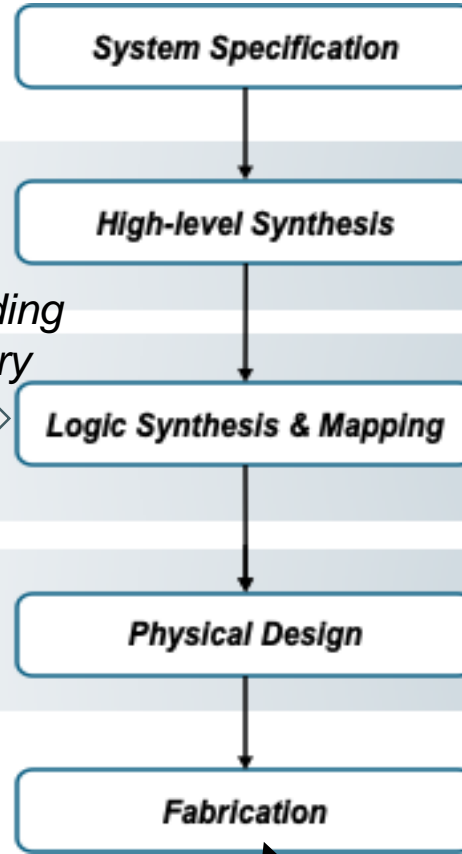 System Specification
High-level Synthesis
Logic Synthesis & Mapping
Physical Design
Fabrication